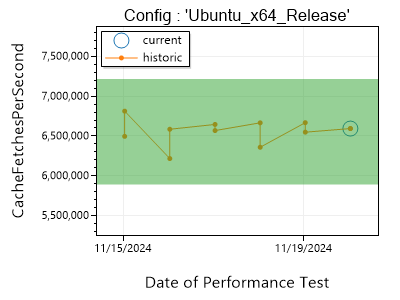 Config : 'Ubuntu_x64_Release'
current
historic
CacheFetchesPerSecond
7,500,000
7,000,000
6,500,000
6,000,000
5,500,000
11/15/2024 11/19/2024
Date of Performance Test